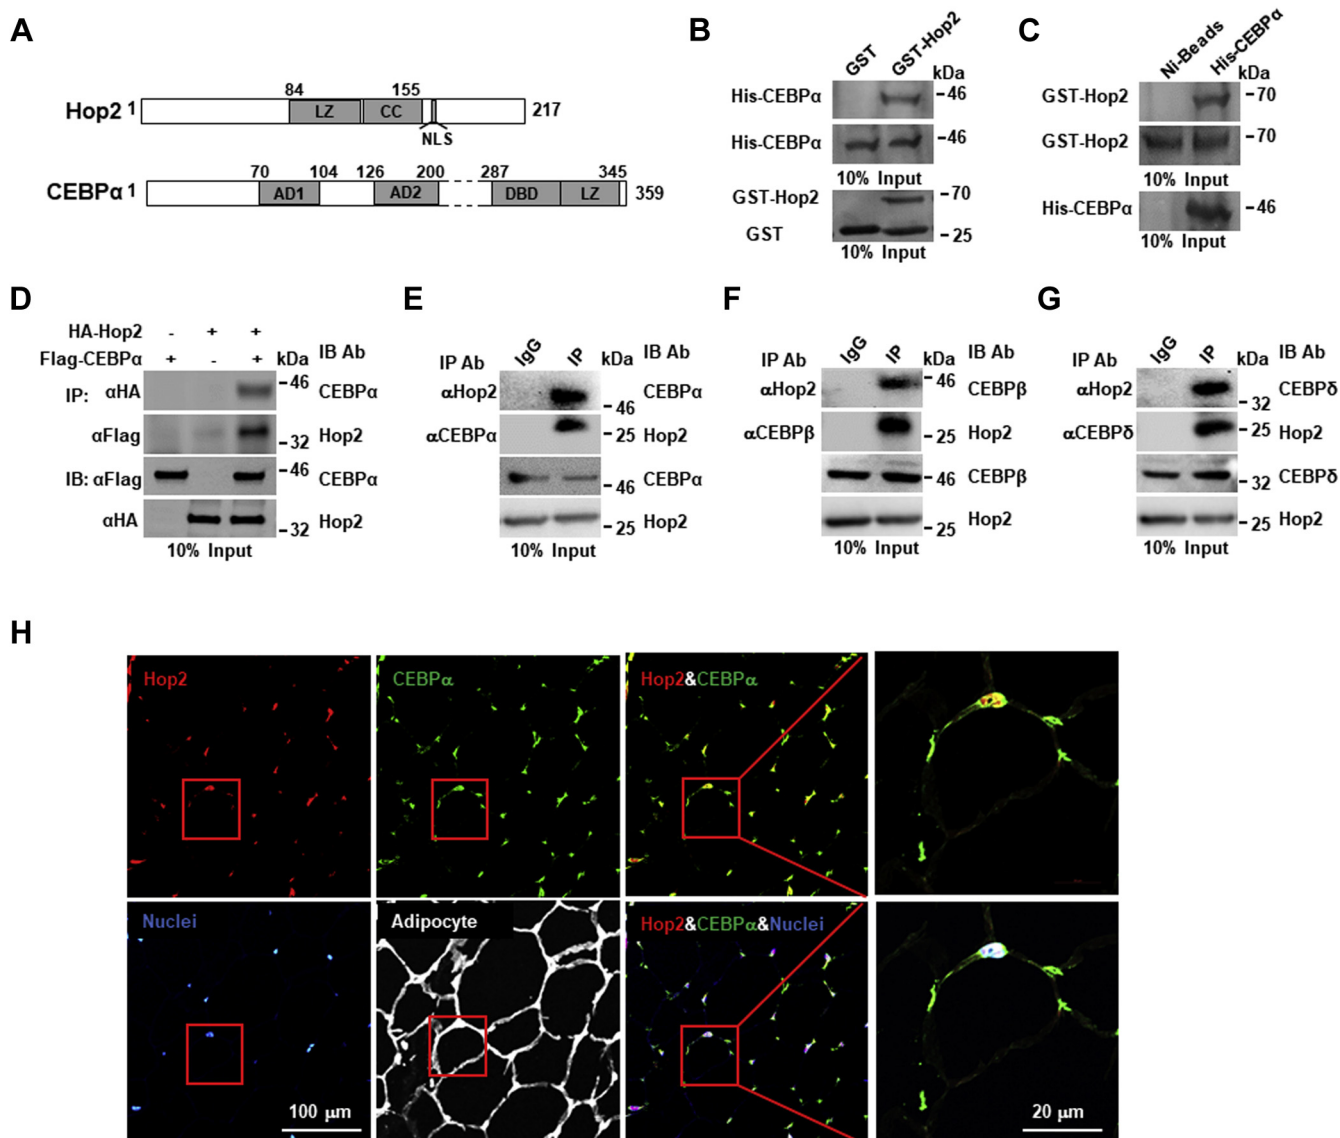 A
84 155
Hop2 1 LZ CC 217
NLS
70 104 126 200 287 345
CEBPα 1 AD1 AD2 DBD LZ 359
B
GST GST-Hop2 kDa
His-CEBPα -46
His-CEBPα -46
10% Input
GST-Hop2 -70
GST -25
10% Input
C
Ni-Beads His-CEBPα kDa
GST-Hop2 -70
GST-Hop2 -70
10% Input
His-CEBPα -46
10% Input
D
HA-Hop2 - + +
Flag-CEBPα + - + kDa IB Ab
IP: αHA -46 CEBPα
αFlag -32 Hop2
IB: αFlag -46 CEBPα
αHA -32 Hop2
10% Input
E
IP Ab IgG IP kDa IB Ab
αHop2 -46 CEBPα
αCEBPα -25 Hop2
-46 CEBPα
-25 Hop2
10% Input
F
IP Ab IgG IP kDa IB Ab
αHop2 -46 CEBPβ
αCEBPβ -25 Hop2
-46 CEBPβ
-25 Hop2
10% Input
G
IP Ab IgG IP kDa IB Ab
αHop2 -32 CEBPδ
αCEBPδ -25 Hop2
-32 CEBPδ
-25 Hop2
10% Input
H
Hop2 CEBPα Hop2&CEBPα
Nuclei Adipocyte Hop2&CEBPα&Nuclei
100 μm 20 μm